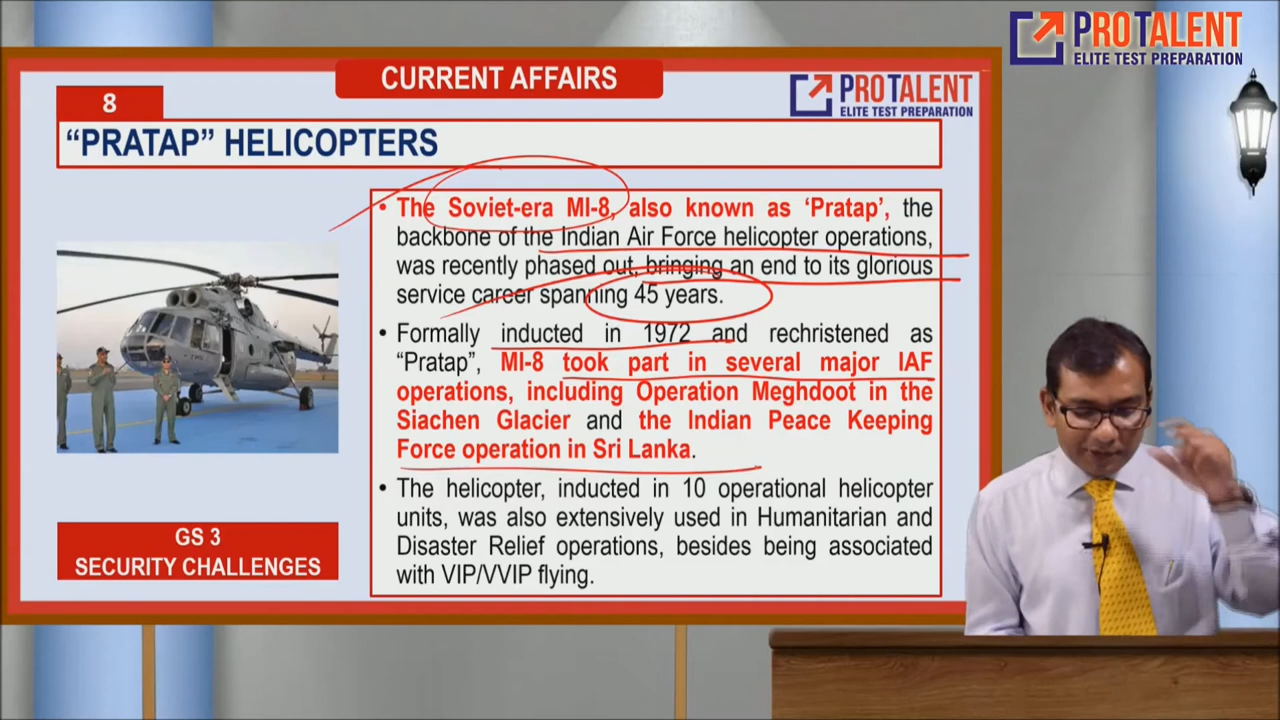 PROTALENT
ELITE TEST PREPARATION
CURRENT AFFAIRS
PROTALENT
ELITE TEST PREPARATION
8
“PRATAP” HELICOPTERS
• The Soviet-era MI-8, also known as ‘Pratap’, the
backbone of the Indian Air Force helicopter operations,
was recently phased out, bringing an end to its glorious
service career spanning 45 years.
• Formally inducted in 1972 and rechristened as
“Pratap”, MI-8 took part in several major IAF
operations, including Operation Meghdoot in the
Siachen Glacier and the Indian Peace Keeping
Force operation in Sri Lanka.
• The helicopter, inducted in 10 operational helicopter
units, was also extensively used in Humanitarian and
Disaster Relief operations, besides being associated
with VIP/VVIP flying.
GS 3
SECURITY CHALLENGES